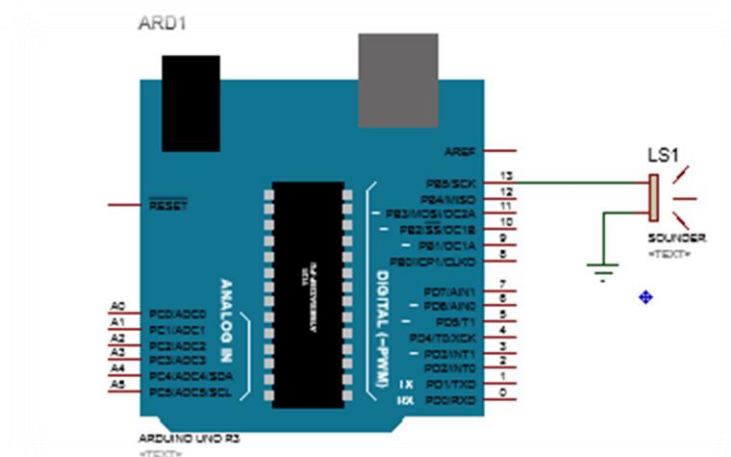 ARD1
AREF
13
PB5/SCK
12
PB4/MISO
11
PB3/MOSI/OC2A
10
PB2/SS/OC1B
9
PB1/OC1A
8
PB0/ICP1/CLKO
RESET
LS1
SOUNDER
<TEXT>
7
PD7/AIN1
6
PD6/AIN0
5
PD5/T1
4
PD4/T0/XCK
3
PD3/INT1
2
PD2/INT0
1
TX PD1/TXD
0
RX PD0/RXD
DIGITAL (~PWM)
ANALOG IN
A0
PC0/ADC0
A1
PC1/ADC1
A2
PC2/ADC2
A3
PC3/ADC3
A4
PC4/ADC4/SDA
A5
PC5/ADC5/SCL
ARDUINO UNO R3
<TEXT>